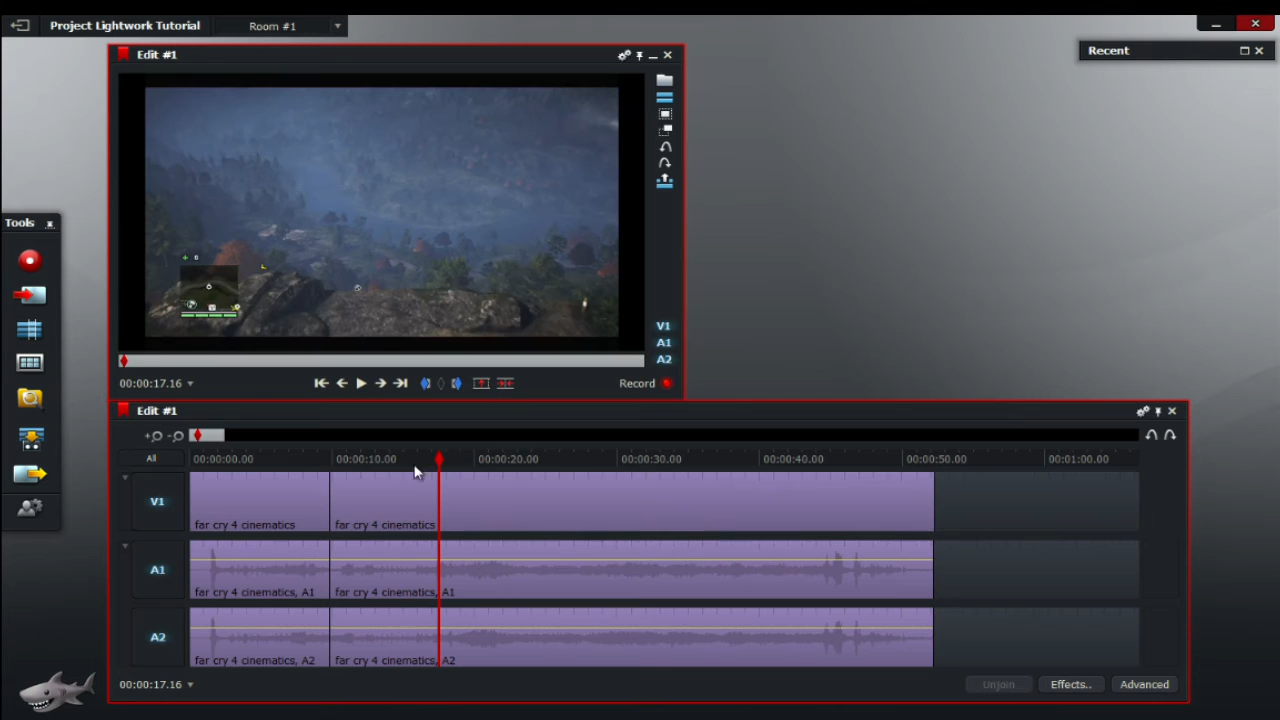 Project Lightwork Tutorial
Room #1
Edit #1
Recent
Tools
V1
A1
A2
00:00:17.16
Record
Edit #1
All
00:00:00.00 00:00:10.00 00:00:20.00 00:00:30.00 00:00:40.00 00:00:50.00 00:01:00.00
V1
far cry 4 cinematics
far cry 4 cinematics
A1
far cry 4 cinematics, A1
far cry 4 cinematics, A1
A2
far cry 4 cinematics, A2
far cry 4 cinematics, A2
00:00:17.16
Unjoin
Effects..
Advanced